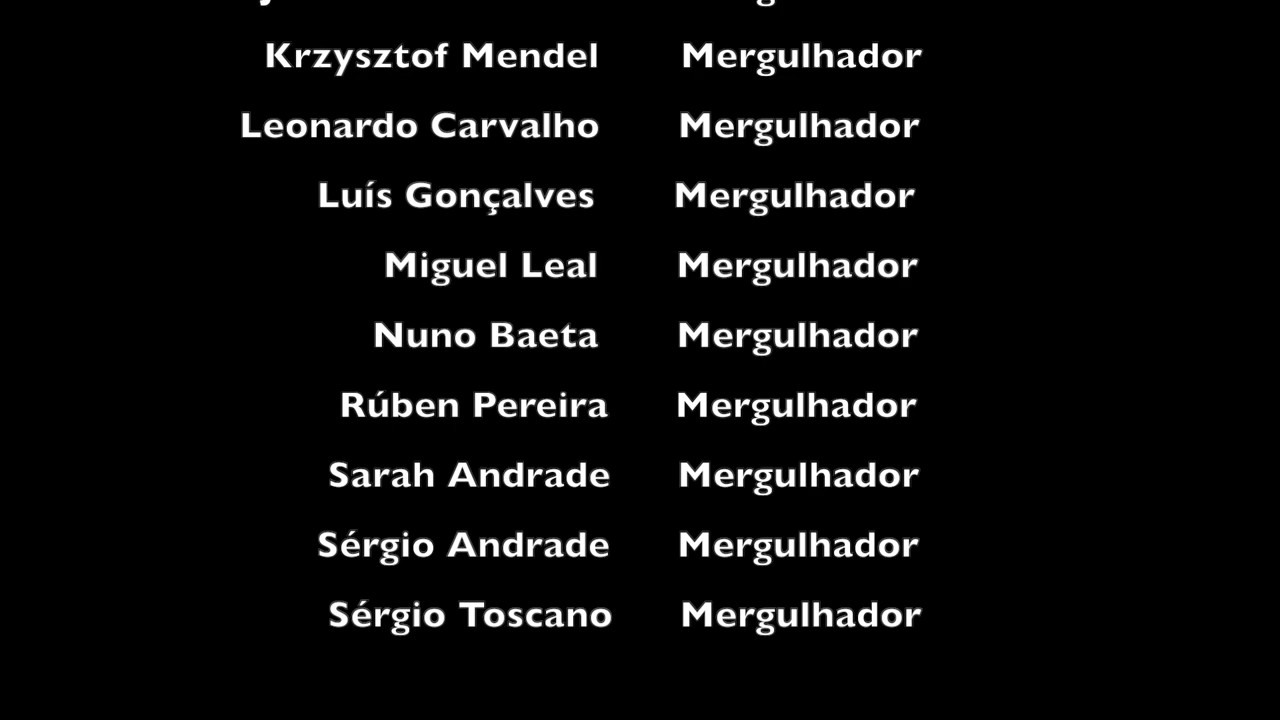 Krzysztof Mendel Mergulhador
Leonardo Carvalho Mergulhador
Luís Gonçalves Mergulhador
Miguel Leal Mergulhador
Nuno Baeta Mergulhador
Rúben Pereira Mergulhador
Sarah Andrade Mergulhador
Sérgio Andrade Mergulhador
Sérgio Toscano Mergulhador